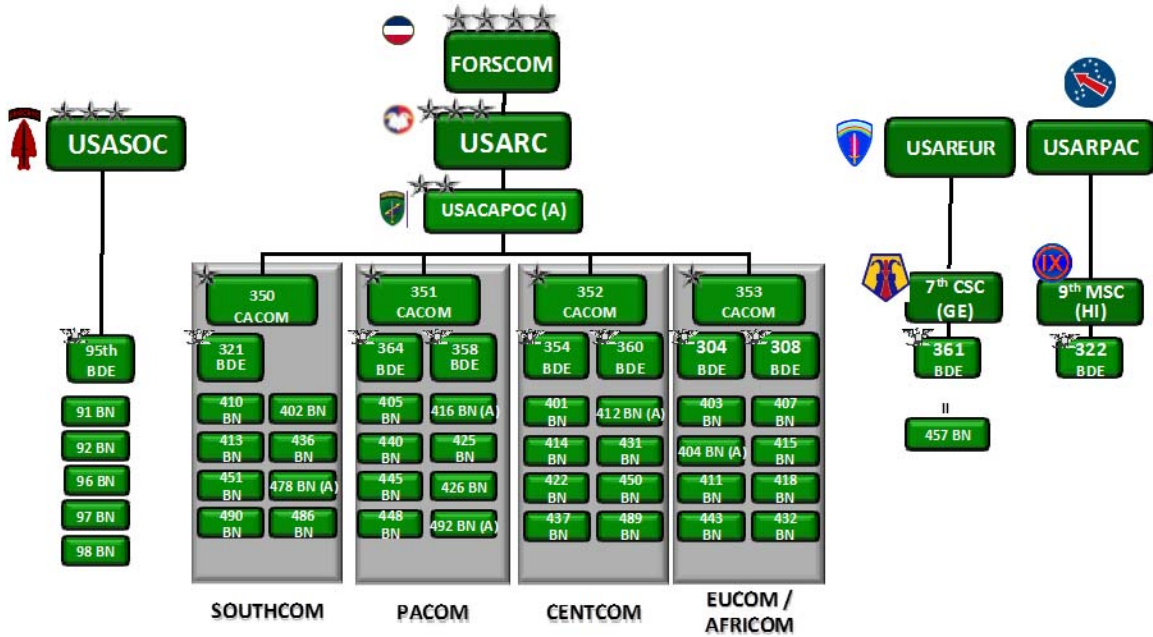 FORSCOM
USARC
USACAPOC (A)
USASOC
95th
BDE
91 BN
92 BN
96 BN
97 BN
98 BN
350
CACOM
321
BDE
410
BN
402 BN
413
BN
436
BN
451
BN
478 BN (A)
490
BN
486
BN
SOUTHCOM
351
CACOM
364
BDE
358
BDE
405
BN
416 BN (A)
440
BN
425
BN
445
BN
426 BN
448
BN
492 BN (A)
PACOM
352
CACOM
354
BDE
360
BDE
401
BN
412 BN (A)
414
BN
431
BN
422
BN
450
BN
437
BN
489
BN
CENTCOM
353
CACOM
304
BDE
308
BDE
403
BN
407
BN
404 BN (A)
415
BN
411
BN
418
BN
443
BN
432
BN
EUCOM /
AFRICOM
USAREUR
7th CSC
(GE)
361
BDE
II
457 BN
USARPAC
IX
9th MSC
(HI)
322
BDE